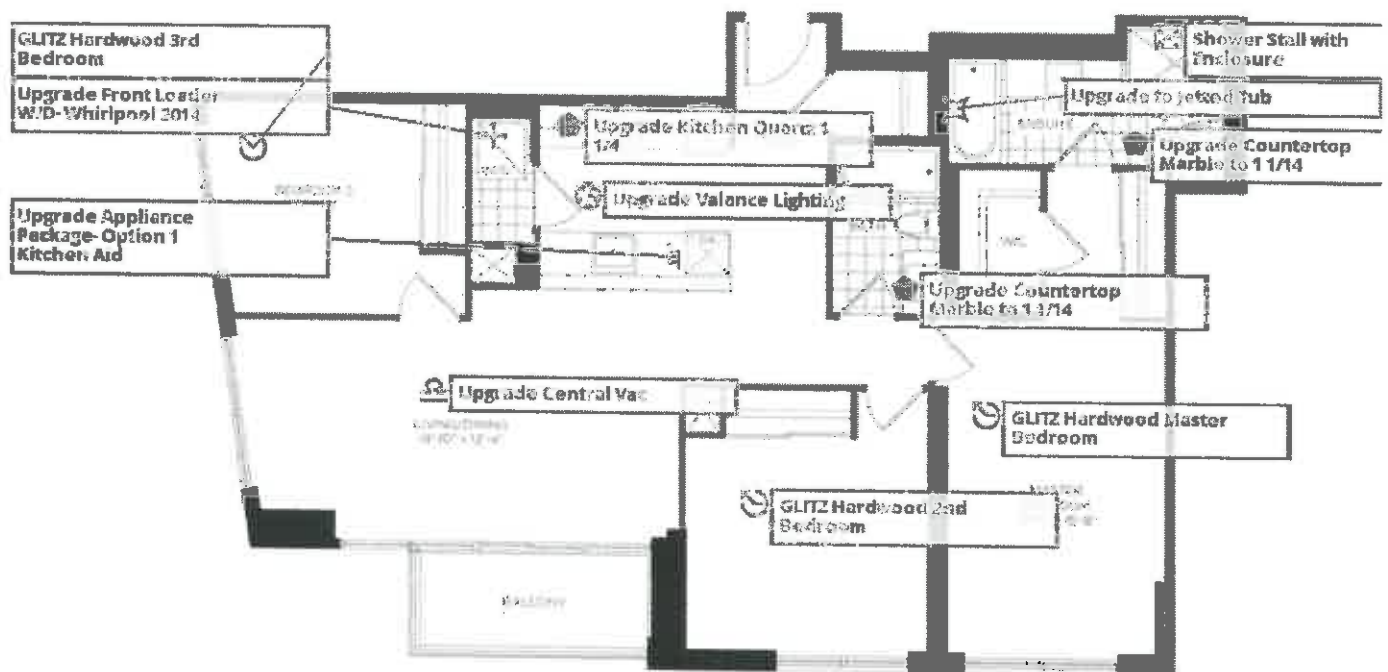 GLITZ Hardwood 3rd
Bedroom
Upgrade Front Loader
W/D-Whirlpool 2014
Upgrade Appliance
Package-Option 1
Kitchen Aid
Upgrade Kitchen Quartz 1
1/4
Upgrade Valance Lighting
Shower Stall with
Enclosure
Upgrade to Jetted Tub
Upgrade Countertop
Marble to 1 1/14
Upgrade Countertop
Marble to 1 1/14
Upgrade Central Vac
LIVING/DINING
GLITZ Hardwood Master
Bedroom
GLITZ Hardwood 2nd
Bedroom
BALCONY